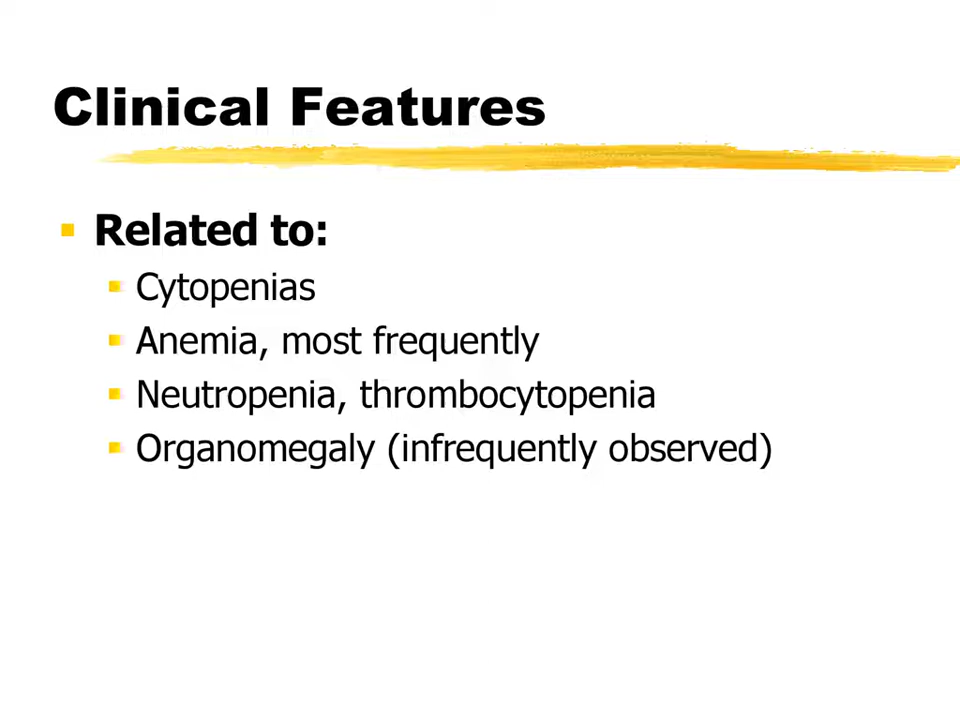 Clinical Features
Related to:
Cytopenias
Anemia, most frequently
Neutropenia, thrombocytopenia
Organomegaly (infrequently observed)